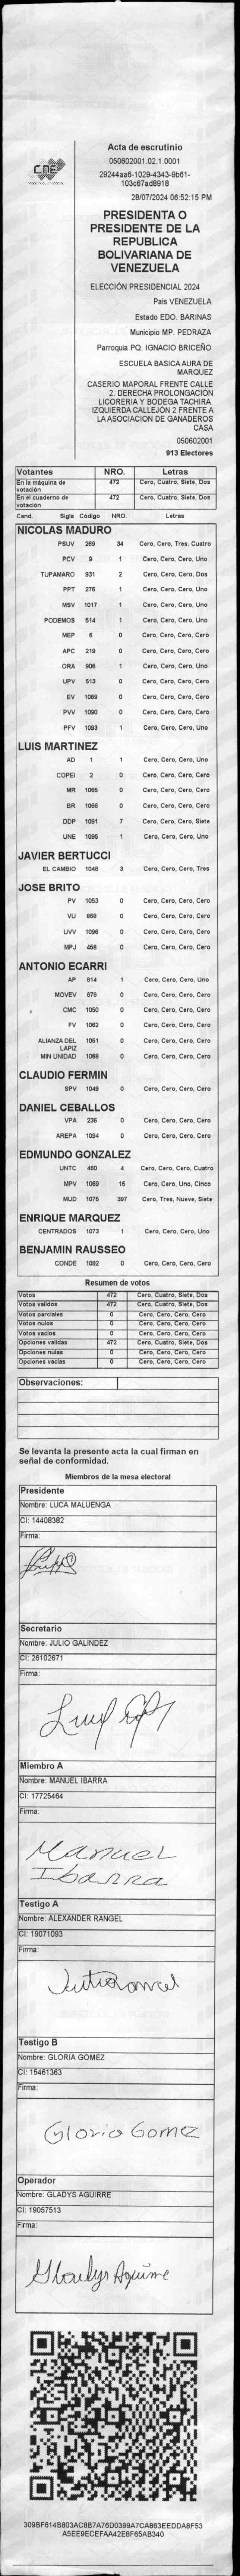 CNE
Acta de escrutinio
050602001.02.1.0001
29244aa6-1029-4343-9b61-
103c67ad8918
28/07/2024 06:52:15 PM
PRESIDENTA O
PRESIDENTE DE LA
REPUBLICA
BOLIVARIANA DE
VENEZUELA
ELECCIÓN PRESIDENCIAL 2024
País VENEZUELA
Estado EDO. BARINAS
Municipio MP. PEDRAZA
Parroquia PQ. IGNACIO BRICEÑO
ESCUELA BASICA AURA DE
MARQUEZ
CASERIO MAPORAL FRENTE CALLE
2. DERECHA PROLONGACIÓN
LICORERIA Y BODEGA TACHIRA.
IZQUIERDA CALLEJÓN 2 FRENTE A
LA ASOCIACION DE GANADEROS
CASA
050602001
913 Electores
Votantes NRO. Letras
En la máquina de votación 472 Cero, Cuatro, Siete, Dos
En el cuaderno de votación 472 Cero, Cuatro, Siete, Dos
Cand. Sigla Código NRO. Letras
NICOLAS MADURO
PSUV 269 34 Cero, Cero, Tres, Cuatro
PCV 9 1 Cero, Cero, Cero, Uno
TUPAMARO 931 2 Cero, Cero, Cero, Dos
PPT 276 1 Cero, Cero, Cero, Uno
MSV 1017 1 Cero, Cero, Cero, Uno
PODEMOS 514 1 Cero, Cero, Cero, Uno
MEP 6 0 Cero, Cero, Cero, Cero
APC 219 0 Cero, Cero, Cero, Cero
ORA 906 1 Cero, Cero, Cero, Uno
UPV 513 0 Cero, Cero, Cero, Cero
EV 1089 0 Cero, Cero, Cero, Cero
PVV 1090 0 Cero, Cero, Cero, Cero
PFV 1093 1 Cero, Cero, Cero, Uno
LUIS MARTINEZ
AD 1 1 Cero, Cero, Cero, Uno
COPEI 2 0 Cero, Cero, Cero, Cero
MR 1065 0 Cero, Cero, Cero, Cero
BR 1086 0 Cero, Cero, Cero, Cero
DDP 1091 7 Cero, Cero, Cero, Siete
UNE 1095 1 Cero, Cero, Cero, Uno
JAVIER BERTUCCI
EL CAMBIO 1048 3 Cero, Cero, Cero, Tres
JOSE BRITO
PV 1053 0 Cero, Cero, Cero, Cero
VU 868 0 Cero, Cero, Cero, Cero
UVV 1096 0 Cero, Cero, Cero, Cero
MPJ 458 0 Cero, Cero, Cero, Cero
ANTONIO ECARRI
AP 814 1 Cero, Cero, Cero, Uno
MOVEV 879 0 Cero, Cero, Cero, Cero
CMC 1050 0 Cero, Cero, Cero, Cero
FV 1062 0 Cero, Cero, Cero, Cero
ALIANZA DEL LAPIZ 1051 0 Cero, Cero, Cero, Cero
MIN UNIDAD 1068 0 Cero, Cero, Cero, Cero
CLAUDIO FERMIN
SPV 1049 0 Cero, Cero, Cero, Cero
DANIEL CEBALLOS
VPA 236 0 Cero, Cero, Cero, Cero
AREPA 1094 0 Cero, Cero, Cero, Cero
EDMUNDO GONZALEZ
UNTC 460 4 Cero, Cero, Cero, Cuatro
MPV 1069 15 Cero, Cero, Uno, Cinco
MUD 1075 397 Cero, Tres, Nueve, Siete
ENRIQUE MARQUEZ
CENTRADOS 1073 1 Cero, Cero, Cero, Uno
BENJAMIN RAUSSEO
CONDE 1092 0 Cero, Cero, Cero, Cero
Resumen de votos
Votos 472 Cero, Cuatro, Siete, Dos
Votos validos 472 Cero, Cuatro, Siete, Dos
Votos parciales 0 Cero, Cero, Cero, Cero
Votos nulos 0 Cero, Cero, Cero, Cero
Votos vacios 0 Cero, Cero, Cero, Cero
Opciones validas 472 Cero, Cuatro, Siete, Dos
Opciones nulas 0 Cero, Cero, Cero, Cero
Opciones vacias 0 Cero, Cero, Cero, Cero
Observaciones:
Se levanta la presente acta la cual firman en
señal de conformidad.
Miembros de la mesa electoral
Presidente
Nombre: LUCA MALUENGA
CI: 14408382
Firma:
Secretario
Nombre: JULIO GALINDEZ
CI: 26102671
Firma:
Miembro A
Nombre: MANUEL IBARRA
CI: 17725464
Firma:
Manuel
Ibarra
Testigo A
Nombre: ALEXANDER RANGEL
CI: 19071093
Firma:
Testigo B
Nombre: GLORIA GOMEZ
CI: 15461363
Firma:
Gloria Gomez
Operador
Nombre: GLADYS AGUIRRE
CI: 19057513
Firma:
Gladys Aguirre
309BF614B803AC8B7A76D0399A7CA863EEDDA8F53
A5EE9ECEFAA42E8F65AB340